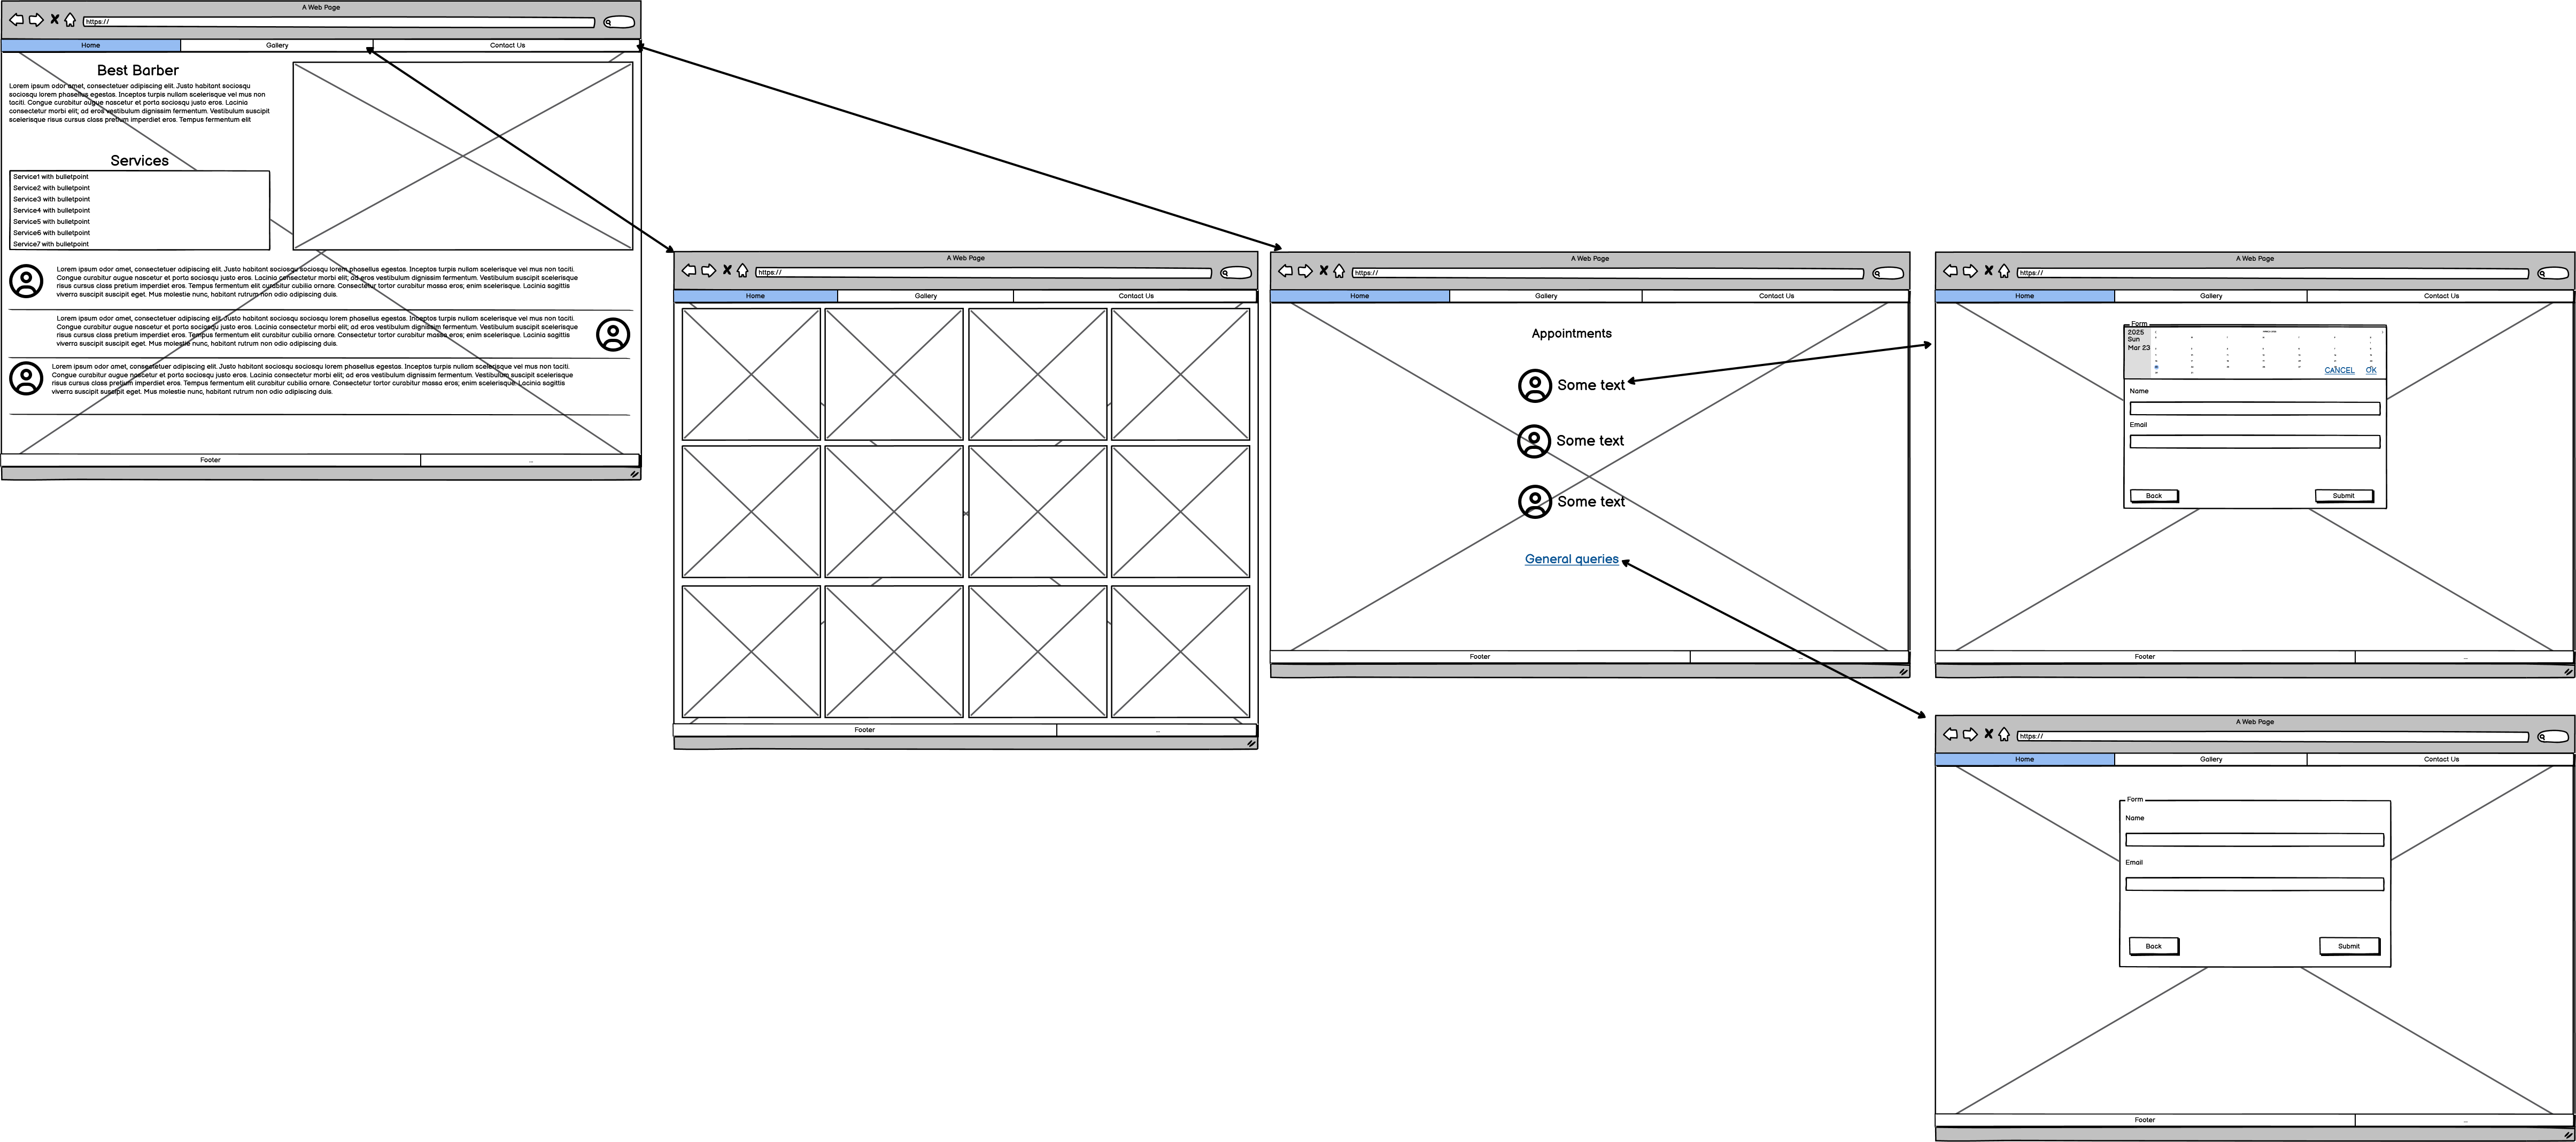 A Web Page
https://
Home
Gallery
Contact Us
Best Barber
Lorem ipsum odor amet, consectetuer adipiscing elit. Justo habitant sociosqu
sociosqu lorem phasellus egestas. Inceptos turpis nullam scelerisque vel mus non
taciti. Congue curabitur augue nascetur et porta sociosqu justo eros. Lacinia
consectetur morbi elit; ad eros vestibulum dignissim fermentum. Vestibulum suscipit
scelerisque risus cursus class pretium imperdiet eros. Tempus fermentum elit
Services
Service1 with bulletpoint
Service2 with bulletpoint
Service3 with bulletpoint
Service4 with bulletpoint
Service5 with bulletpoint
Service6 with bulletpoint
Service7 with bulletpoint
Lorem ipsum odor amet, consectetuer adipiscing elit. Justo habitant sociosqu sociosqu lorem phasellus egestas. Inceptos turpis nullam scelerisque vel mus non taciti.
Congue curabitur augue nascetur et porta sociosqu justo eros. Lacinia consectetur morbi elit; ad eros vestibulum dignissim fermentum. Vestibulum suscipit scelerisque
risus cursus class pretium imperdiet eros. Tempus fermentum elit curabitur cubilia ornare. Consectetur tortor curabitur massa eros; enim scelerisque. Lacinia sagittis
viverra suscipit suscipit eget. Mus molestie nunc, habitant rutrum non odio adipiscing duis.
Lorem ipsum odor amet, consectetuer adipiscing elit. Justo habitant sociosqu sociosqu lorem phasellus egestas. Inceptos turpis nullam scelerisque vel mus non taciti.
Congue curabitur augue nascetur et porta sociosqu justo eros. Lacinia consectetur morbi elit; ad eros vestibulum dignissim fermentum. Vestibulum suscipit scelerisque
risus cursus class pretium imperdiet eros. Tempus fermentum elit curabitur cubilia ornare. Consectetur tortor curabitur massa eros; enim scelerisque. Lacinia sagittis
viverra suscipit suscipit eget. Mus molestie nunc, habitant rutrum non odio adipiscing duis.
Lorem ipsum odor amet, consectetuer adipiscing elit. Justo habitant sociosqu sociosqu lorem phasellus egestas. Inceptos turpis nullam scelerisque vel mus non taciti.
Congue curabitur augue nascetur et porta sociosqu justo eros. Lacinia consectetur morbi elit; ad eros vestibulum dignissim fermentum. Vestibulum suscipit scelerisque
risus cursus class pretium imperdiet eros. Tempus fermentum elit curabitur cubilia ornare. Consectetur tortor curabitur massa eros; enim scelerisque. Lacinia sagittis
viverra suscipit suscipit eget. Mus molestie nunc, habitant rutrum non odio adipiscing duis.
Footer
...
A Web Page
https://
Home
Gallery
Contact Us
Footer
...
A Web Page
https://
Home
Gallery
Contact Us
Appointments
Some text
Some text
Some text
General queries
Footer
...
A Web Page
https://
Home
Gallery
Contact Us
Form
2025
Sun
Mar 23
CANCEL
OK
Name
Email
Back
Submit
Footer
...
A Web Page
https://
Home
Gallery
Contact Us
Form
Name
Email
Back
Submit
Footer
...